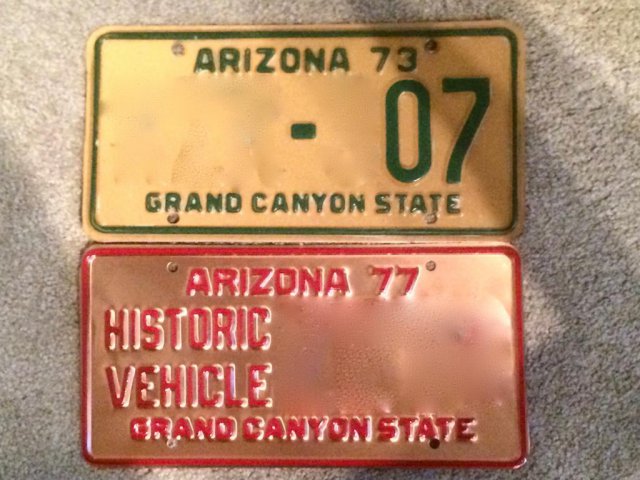 ARIZONA 73
- 07
GRAND CANYON STATE
ARIZONA 77
HISTORIC
VEHICLE
GRAND CANYON STATE